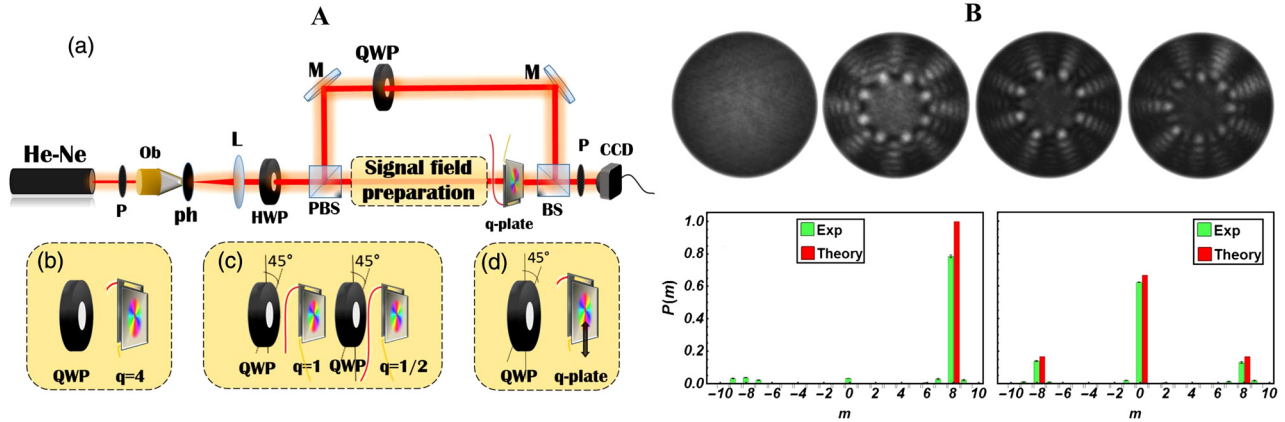 A
B
(a)
M
QWP
M
He-Ne
Ob
L
P
CCD
Signal field
preparation
P
ph
HWP
PBS
q-plate
BS
(b)
(c)
(d)
45°
45°
45°
QWP
q=4
QWP
q=1
QWP
q=1/2
QWP
q-plate
P(m)
1.0
0.8
0.6
0.4
0.2
0.0
Exp
Theory
Exp
Theory
−10 −8 −6 −4 −2 0 2 4 6 8 10
−10 −8 −6 −4 −2 0 2 4 6 8 10
m
m